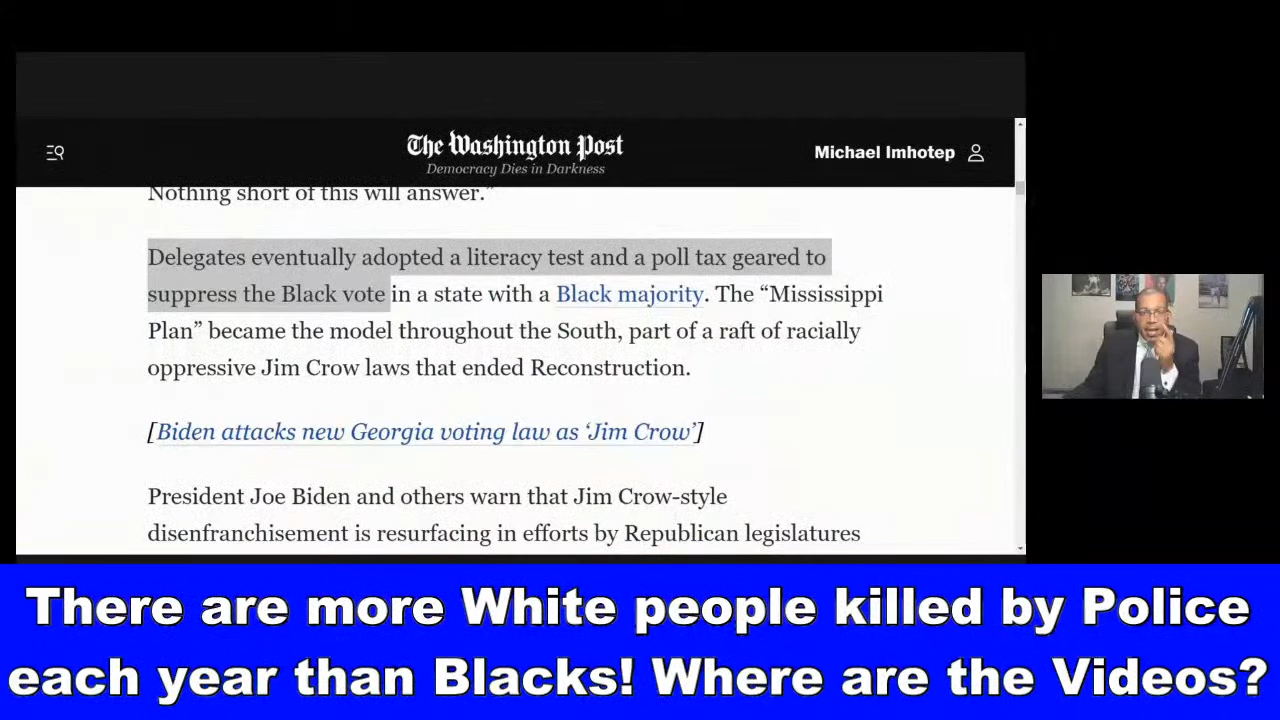 The Washington Post
Democracy Dies in Darkness
Michael Imhotep
Nothing short of this will answer.”
Delegates eventually adopted a literacy test and a poll tax geared to
suppress the Black vote in a state with a Black majority. The “Mississippi
Plan” became the model throughout the South, part of a raft of racially
oppressive Jim Crow laws that ended Reconstruction.
[Biden attacks new Georgia voting law as ‘Jim Crow’]
President Joe Biden and others warn that Jim Crow-style
disenfranchisement is resurfacing in efforts by Republican legislatures
There are more White people killed by Police
each year than Blacks! Where are the Videos?